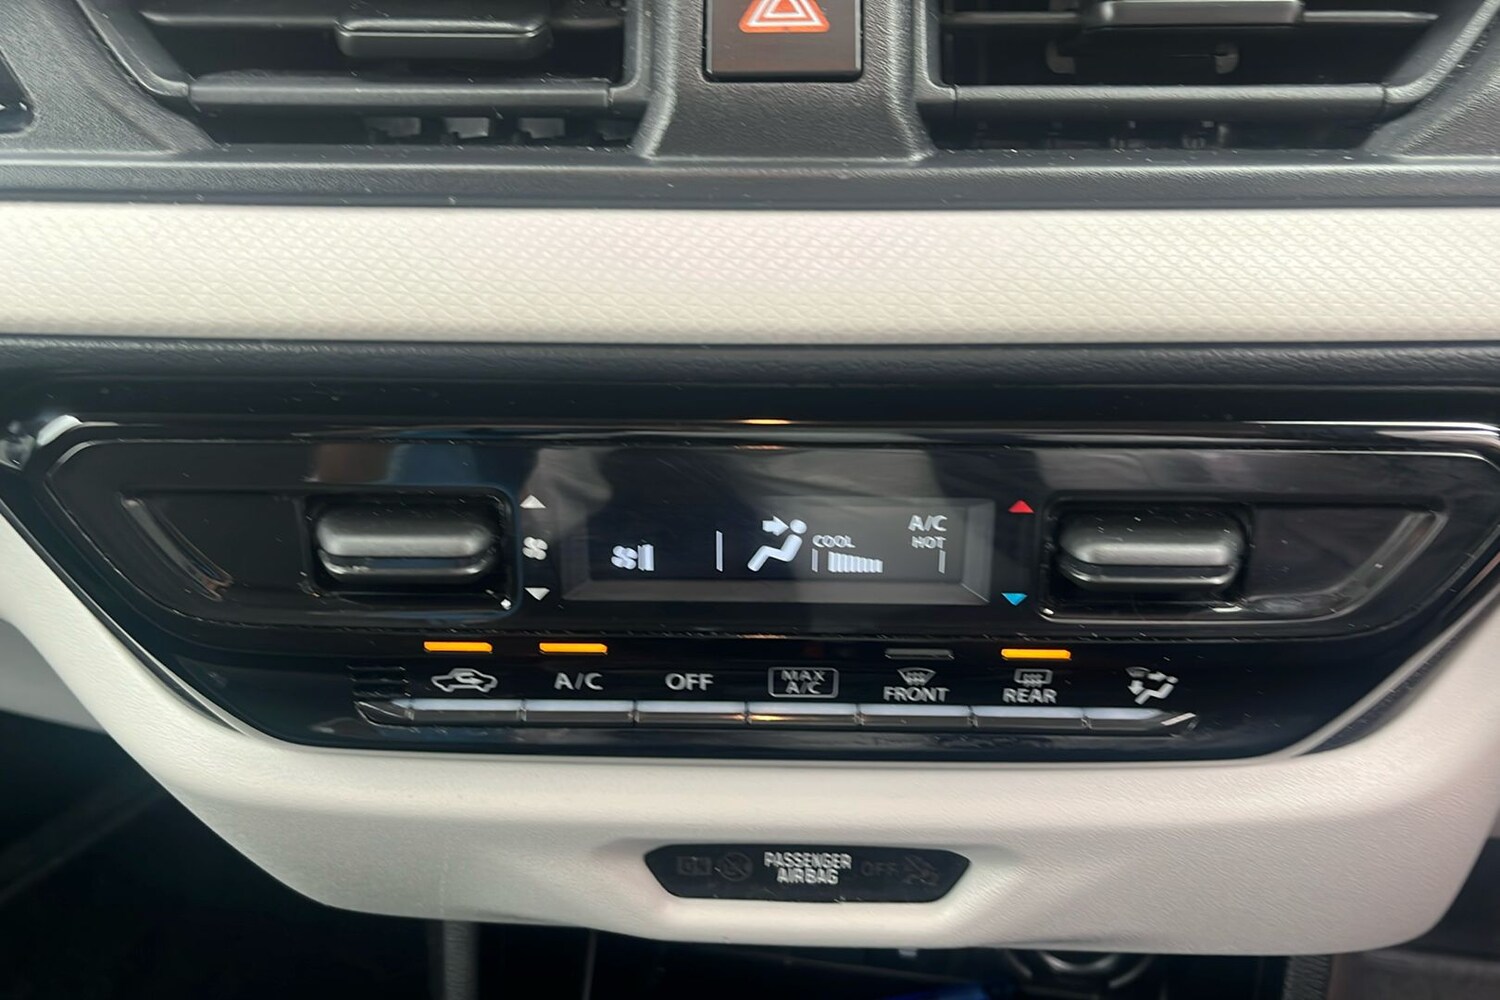 A/C
COOL HOT
A/C OFF MAX A/C FRONT REAR
PASSENGER
AIRBAG OFF